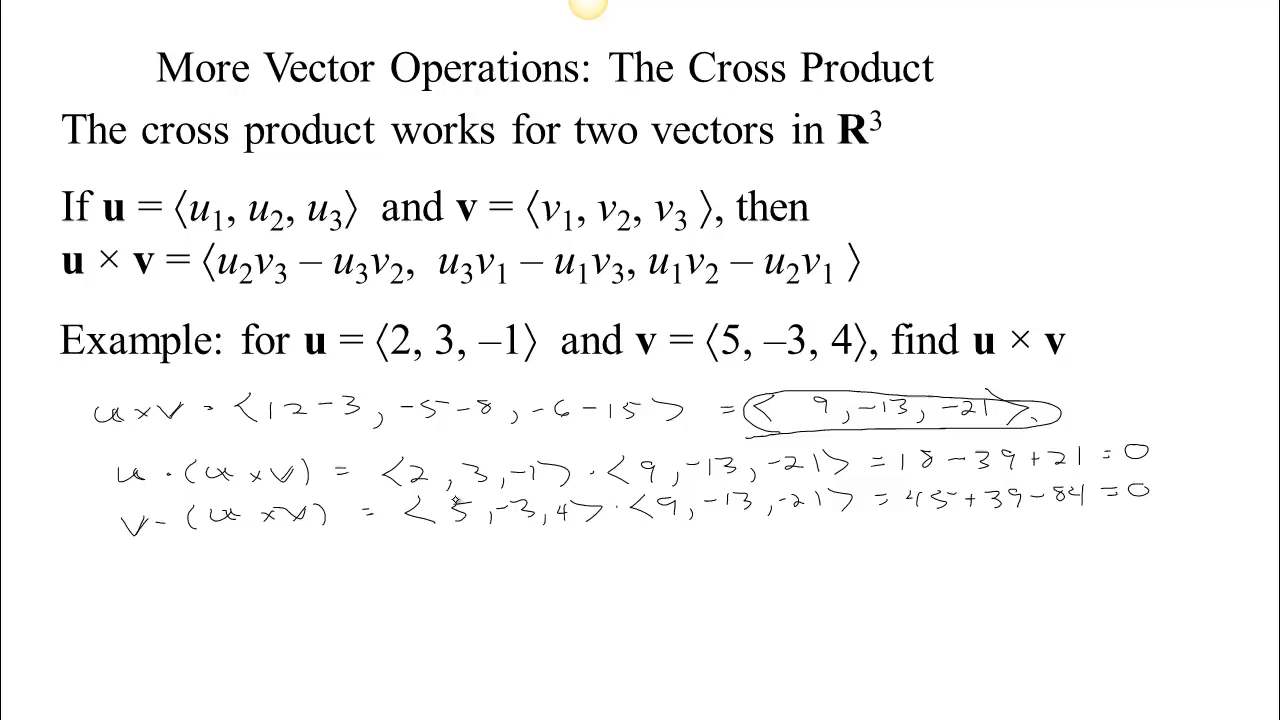 More Vector Operations: The Cross Product
The cross product works for two vectors in R³
If u = ⟨u₁, u₂, u₃⟩ and v = ⟨v₁, v₂, v₃ ⟩, then
u × v = ⟨u₂v₃ – u₃v₂, u₃v₁ – u₁v₃, u₁v₂ – u₂v₁ ⟩
Example: for u = ⟨2, 3, –1⟩ and v = ⟨5, –3, 4⟩, find u × v
u×v = <12-3, -5-8, -6-15> = <9, -13, -21>.
u · (u×v) = <2, 3, -1> · <9, -13, -21> = 18-39+21 = 0
v · (u×v) = <5, -3, 4> · <9, -13, -21> = 45+39-84 = 0